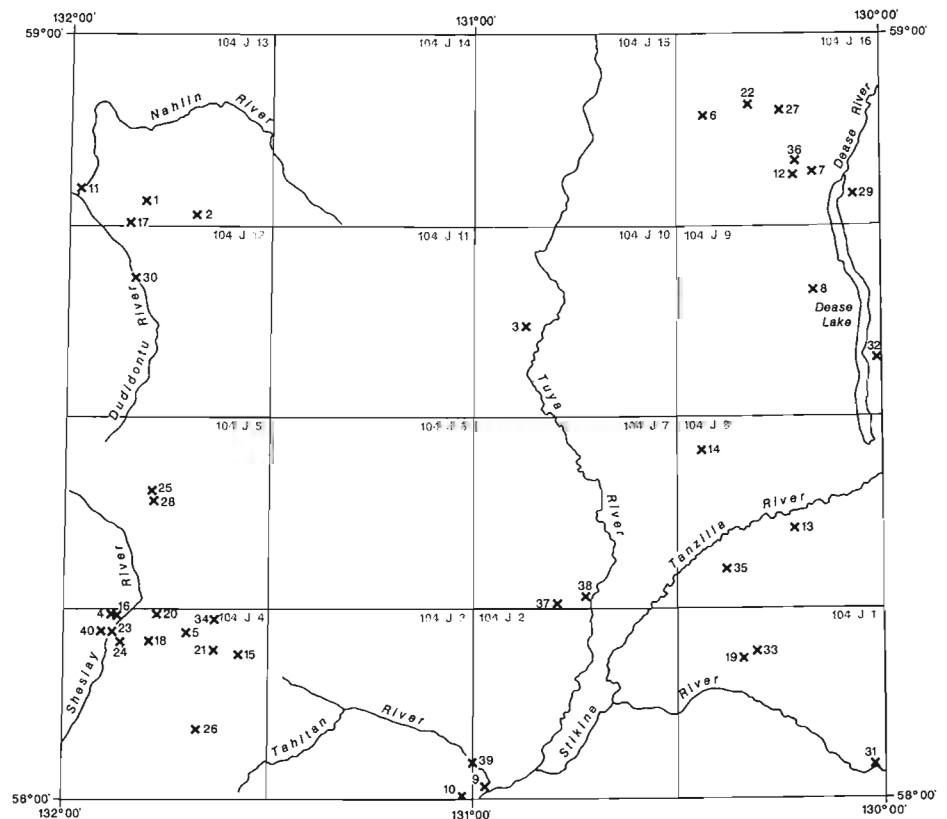 132°00' 131°00' 130°00'
59°00' 59°00'
104 J 13 104 J 14 104 J 15 104 J 16
Nahlin River
Dease River
22
27
6
36
12 7
11
29
1
2
17
104 J 12 104 J 11 104 J 10 104 J 9
30
8
Dease Lake
3
32
Dudidontu River
Tuya River
104 J 5 104 J 7
14
25
28
Tanzilla River
13
35
38
37
Sheslay River
4 16 20 34 104 J 4 104 J 2 104 J 1
40 23 5
24 18 21 15
19 33
26
Tahltan River
Stikine River
39
31
9
10
58°00' 58°00'
132°00' 131°00' 130°00'